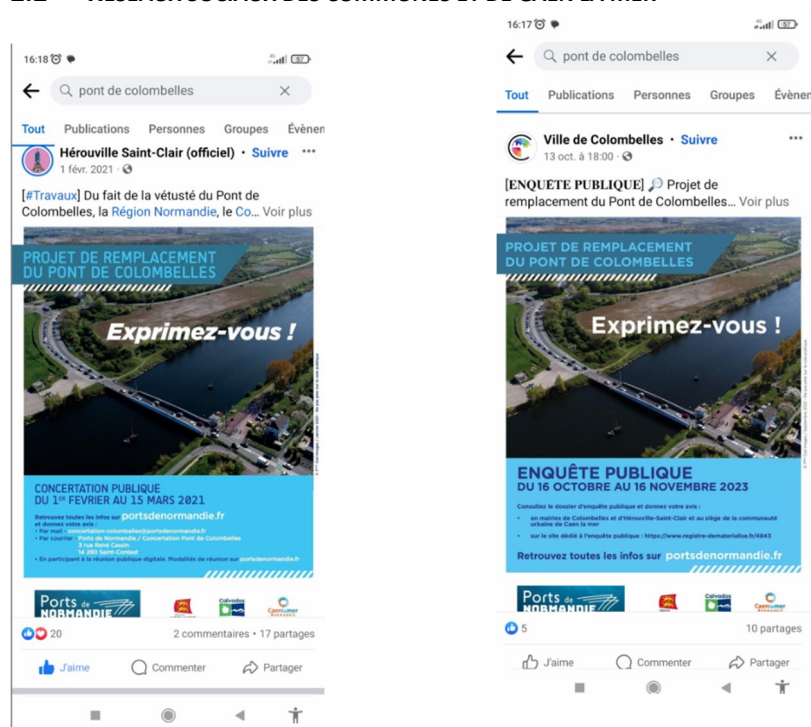 16:18
pont de colombelles
Tout Publications Personnes Groupes Évènem
Hérouville Saint-Clair (officiel) • Suivre
1 févr. 2021
[#Travaux] Du fait de la vétusté du Pont de
Colombelles, la Région Normandie, le Co... Voir plus
PROJET DE REMPLACEMENT
DU PONT DE COLOMBELLES
Exprimez-vous !
CONCERTATION PUBLIQUE
DU 1ER FEVRIER AU 15 MARS 2021
Retrouvez toutes les infos sur portsdenormandie.fr
et donnez votre avis :
• Par mail : concertation-colombelles@portsdenormandie.fr
• Par courrier : Ports de Normandie / Concertation Pont de Colombelles
3 rue René Cassin
14 280 Saint-Contest
• En participant à la réunion publique digitale. Modalités de réunion sur portsdenormandie.fr
Ports de
NORMANDIE
Calvados
Caen la mer
NORMANDIE
20
2 commentaires • 17 partages
J'aime Commenter Partager
16:17
57
pont de colombelles
Tout Publications Personnes Groupes Évènem
Ville de Colombelles • Suivre
13 oct. à 18:00
[ENQUÊTE PUBLIQUE] Projet de
remplacement du Pont de Colombelles... Voir plus
PROJET DE REMPLACEMENT
DU PONT DE COLOMBELLES
Exprimez-vous !
ENQUÊTE PUBLIQUE
DU 16 OCTOBRE AU 16 NOVEMBRE 2023
Consultez le dossier d'enquête publique et donnez votre avis :
• en mairies de Colombelles et d'Hérouville-Saint-Clair et au siège de la communauté
urbaine de Caen la mer
• sur le site dédié à l'enquête publique : https://www.registre-dematerialise.fr/4843
Retrouvez toutes les infos sur portsdenormandie.fr
Ports de
NORMANDIE
Calvados
Caen la mer
5
10 partages
J'aime Commenter Partager